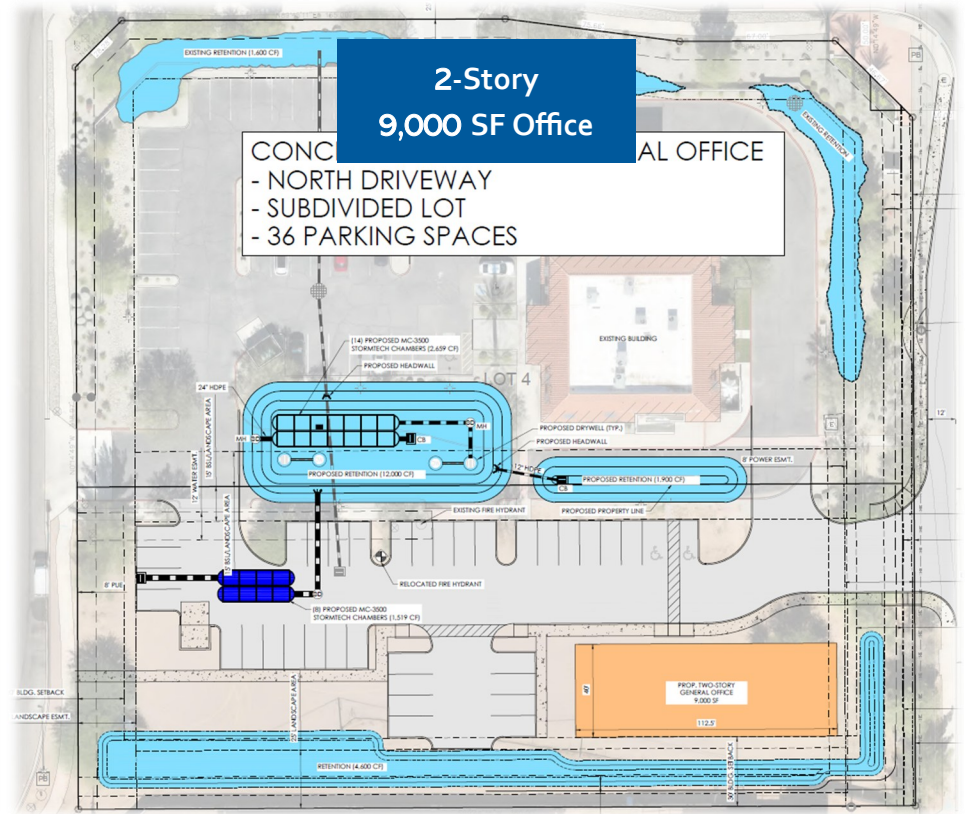 EXISTING RETENTION (1,600 CF)
2-Story
9,000 SF Office
CONC
AL OFFICE
- NORTH DRIVEWAY
- SUBDIVIDED LOT
- 36 PARKING SPACES
PB
EXISTING RETENTION
EXISTING BUILDING
(14) PROPOSED MC-3500
STORMTECH CHAMBERS (2,659 CF)
PROPOSED HEADWALL
LOT 4
24" HDPE
12'
MH
CB
MH
PROPOSED DRYWELL (TYP.)
PROPOSED HEADWALL
12" HDPE
8' POWER ESMT.
PROPOSED RETENTION (12,000 CF)
PROPOSED RETENTION (1,900 CF)
CB
12' WATER ESMT.
15' BSL/LANDSCAPE AREA
EXISTING FIRE HYDRANT
PROPOSED PROPERTY LINE
15' BSL/LANDSCAPE AREA
8' PUE
RELOCATED FIRE HYDRANT
(8) PROPOSED MC-3500
STORMTECH CHAMBERS (1,519 CF)
BLDG. SETBACK
LANDSCAPE ESMT.
40'
PROP. TWO-STORY
GENERAL OFFICE
9,000 SF
112.5'
RETENTION (4,600 CF)
30' BLDG. SETBACK
PB